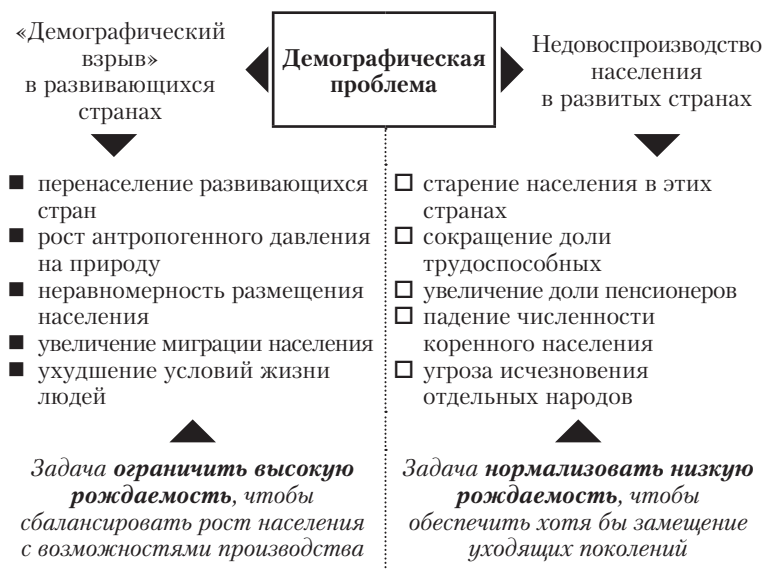 «Демографический
взрыв»
в развивающихся
странах
Демографическая
проблема
Недовоспроизводство
населения
в развитых странах
перенаселение развивающихся
стран
рост антропогенного давления
на природу
неравномерность размещения
населения
увеличение миграции населения
ухудшение условий жизни
людей
старение населения в этих
странах
сокращение доли
трудоспособных
увеличение доли пенсионеров
падение численности
коренного населения
угроза исчезновения
отдельных народов
Задача ограничить высокую
рождаемость, чтобы
сбалансировать рост населения
с возможностями производства
Задача нормализовать низкую
рождаемость, чтобы
обеспечить хотя бы замещение
уходящих поколений